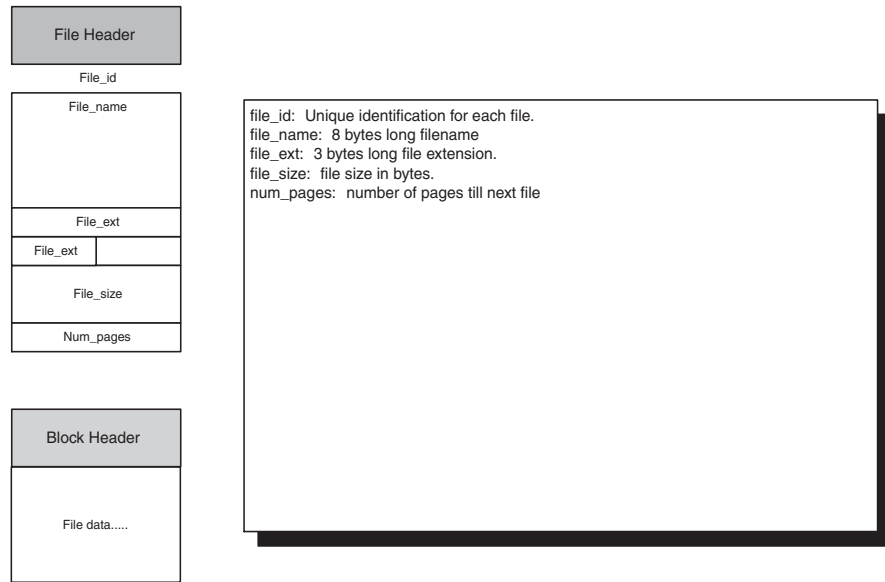 File Header
File_id
File_name
File_ext
File_ext
File_size
Num_pages
Block Header
File data.....
file_id: Unique identification for each file.
file_name: 8 bytes long filename
file_ext: 3 bytes long file extension.
file_size: file size in bytes.
num_pages: number of pages till next file